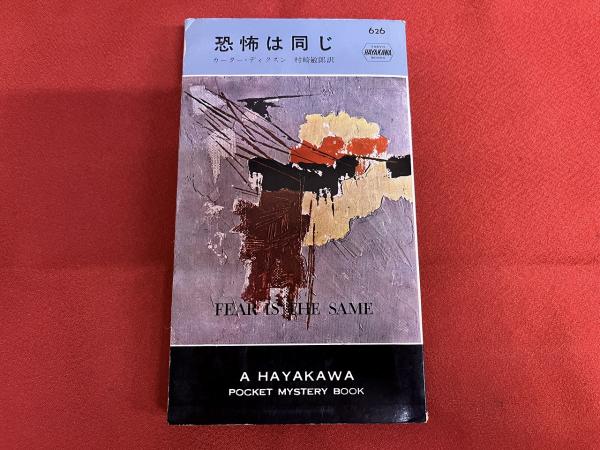 626
恐怖は同じ
カーター・ディクスン 村崎敏郎訳
HAYAKAWA
FEAR IS THE SAME
A HAYAKAWA
POCKET MYSTERY BOOK